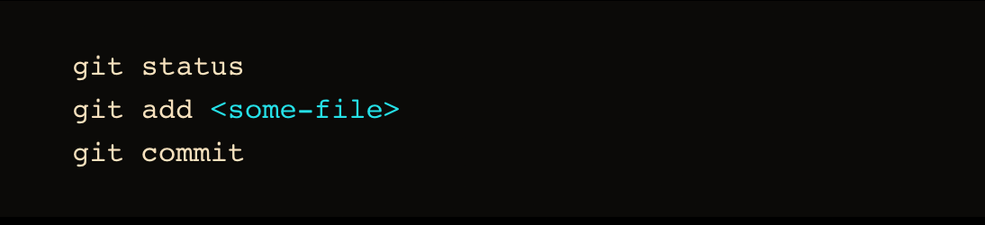 git status
git add <some-file>
git commit